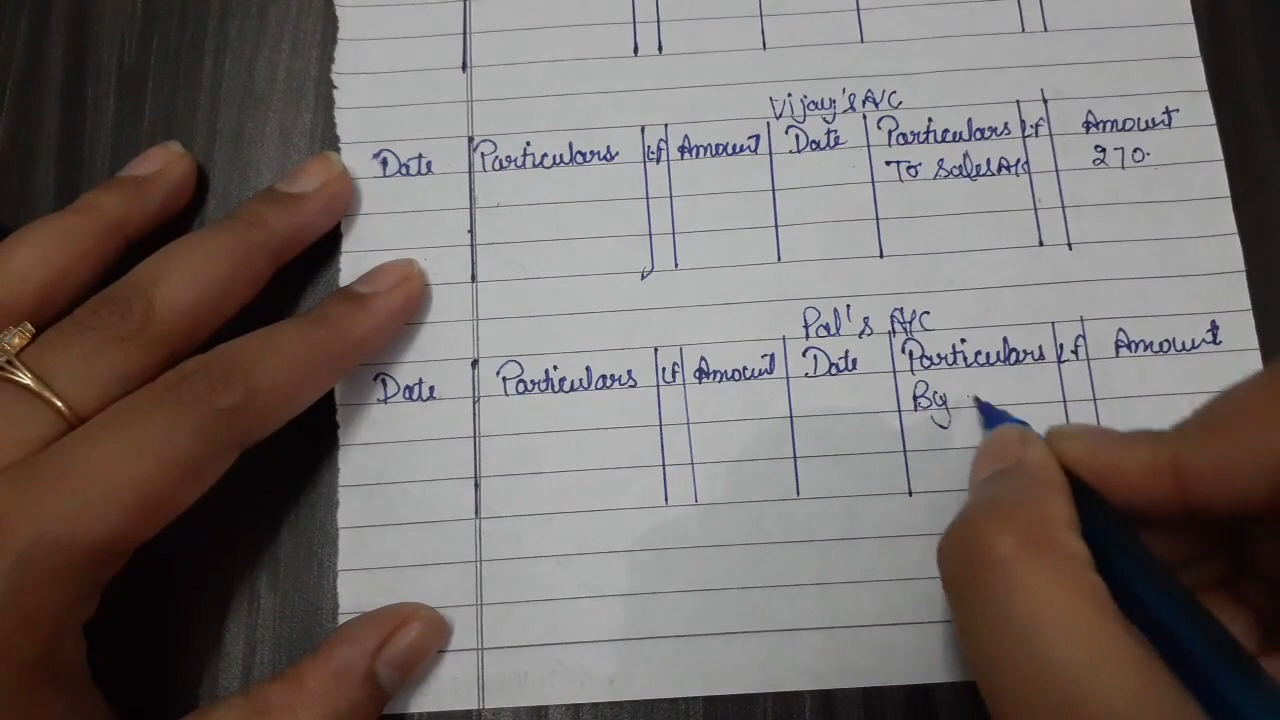 Vijay's A/C
Date Particulars Lf Amount Date Particulars Lf Amount
To Sales A/c 270.
Pal's A/C
Date Particulars Lf Amount Date Particulars Lf Amount
By